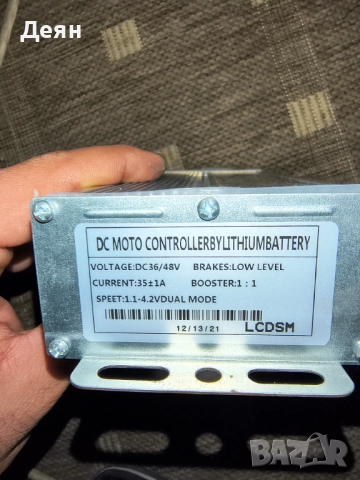 Деян
DC MOTO CONTROLLERBYLITHIUMBATTERY
VOLTAGE:DC36/48V BRAKES:LOW LEVEL
CURRENT:35±1A BOOSTER:1 : 1
SPEET:1.1-4.2VDUAL MODE
12/13/21 LCDSM
BAZAR